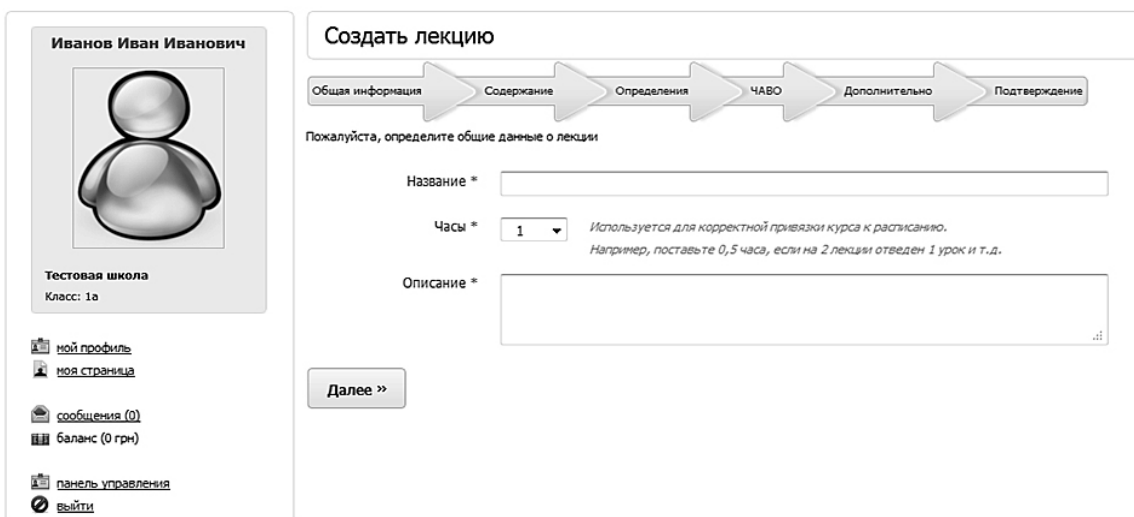 Иванов Иван Иванович
Тестовая школа
Класс: 1а
мой профиль
моя страница
сообщения (0)
баланс (0 грн)
панель управления
выйти
Создать лекцию
Общая информация
Содержание
Определения
ЧАВО
Дополнительно
Подтверждение
Пожалуйста, определите общие данные о лекции
Название *
Часы *
1
Используется для корректной привязки курса к расписанию.
Например, поставьте 0,5 часа, если на 2 лекции отведен 1 урок и т.д.
Описание *
Далее »